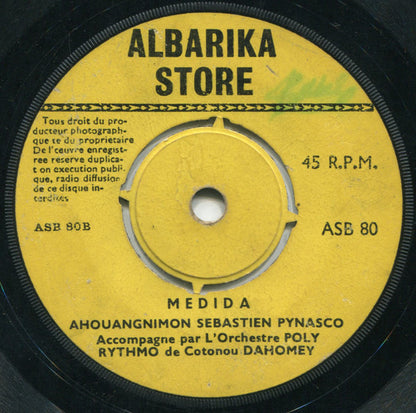 ALBARIKA
STORE
Tous droit du pro-
ducteur photograph-
que te du proprietaire
De l'œuvre enregist-
ree reserve duplicat-
on execution publi-
que, radio diffusion
de ce disque in-
terdites
45 R.P.M.
ASB 80B
ASB 80
MEDIDA
AHOUANGNIMON SEBASTIEN PYNASCO
Accompagne par L'Orchestre POLY
RYTHMO de Cotonou DAHOMEY